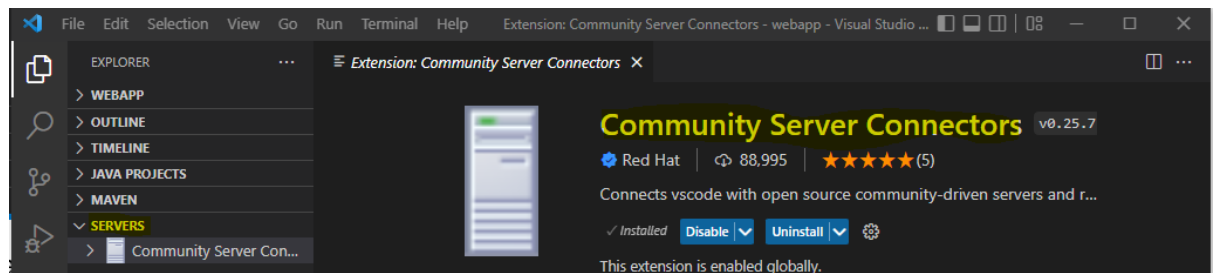 File Edit Selection View Go Run Terminal Help Extension: Community Server Connectors - webapp - Visual Studio ...
EXPLORER
WEBAPP
OUTLINE
TIMELINE
JAVA PROJECTS
MAVEN
SERVERS
Community Server Con...
Extension: Community Server Connectors
Community Server Connectors v0.25.7
Red Hat 88,995 (5)
Connects vscode with open source community-driven servers and r...
Installed Disable Uninstall
This extension is enabled globally.